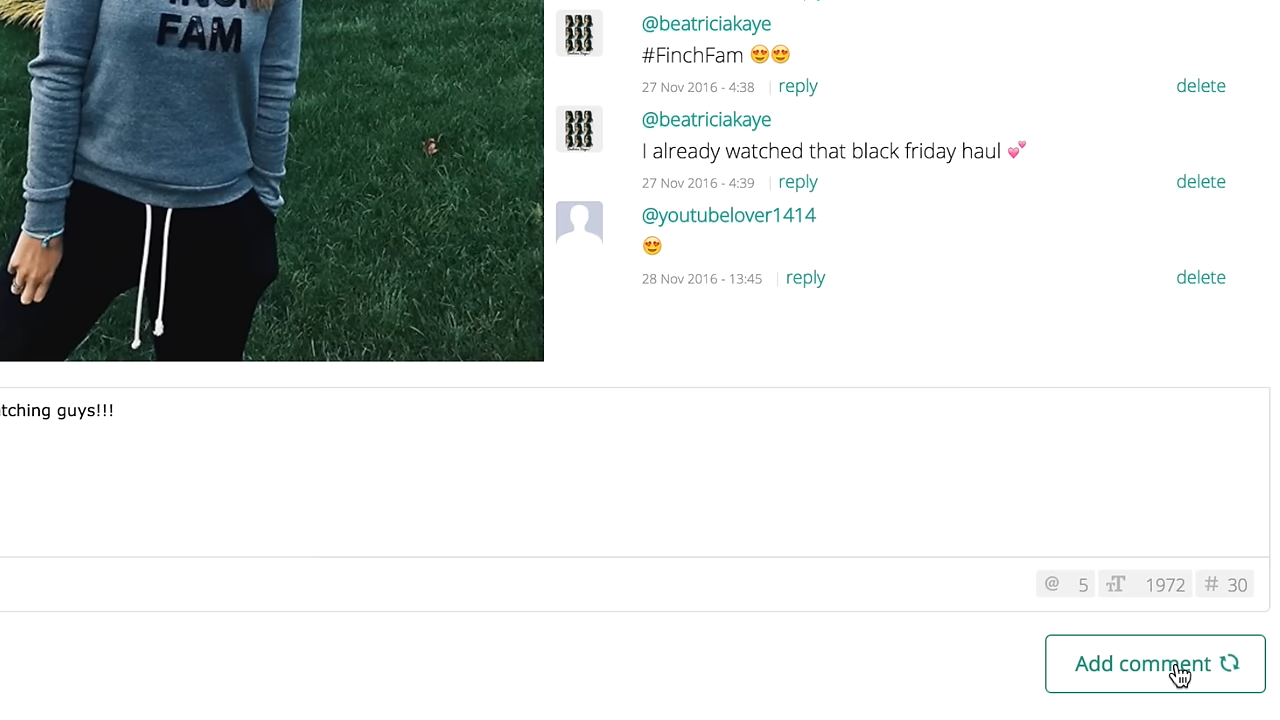 FAM
@beatriciakaye
#FinchFam 😍😍
27 Nov 2016 - 4:38 | reply delete
@beatriciakaye
I already watched that black friday haul 💕
27 Nov 2016 - 4:39 | reply delete
@youtubelover1414
😍
28 Nov 2016 - 13:45 | reply delete
tching guys!!!
@ 5 TT 1972 # 30
Add comment